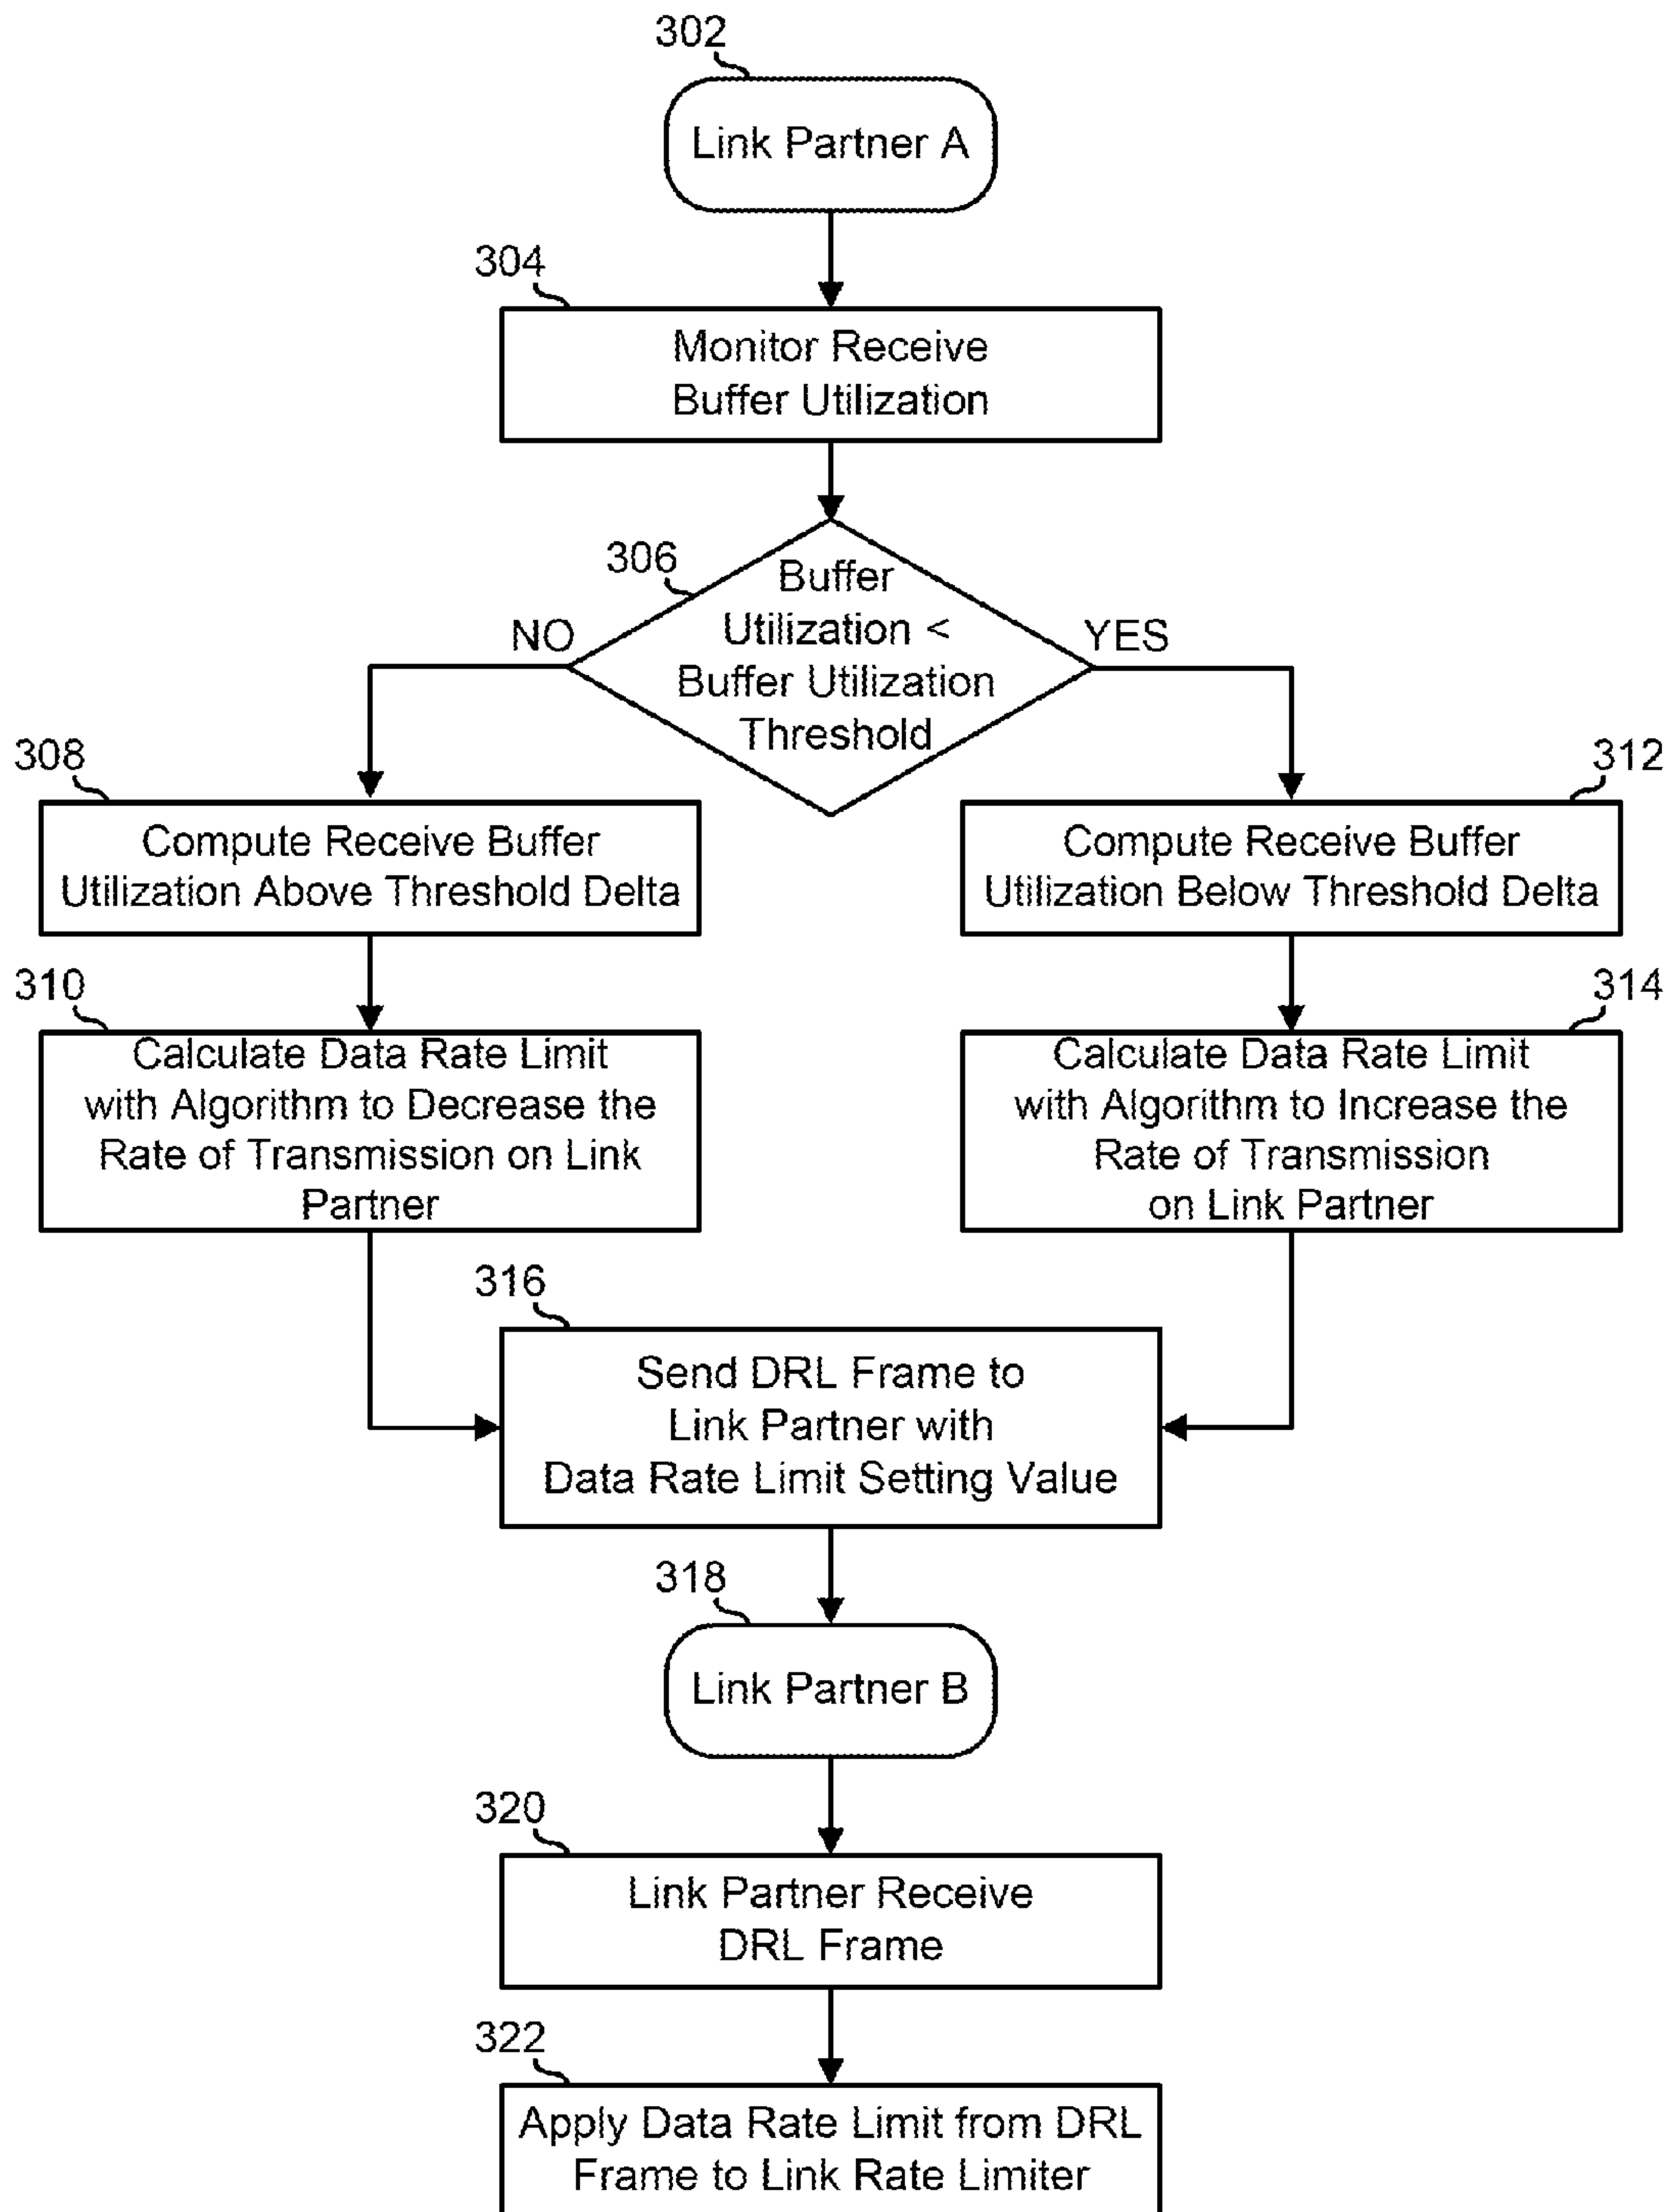 302
Link Partner A
304
Monitor Receive
Buffer Utilization
306
Buffer
Utilization <
Buffer Utilization
Threshold
NO
YES
308
Compute Receive Buffer
Utilization Above Threshold Delta
312
Compute Receive Buffer
Utilization Below Threshold Delta
310
Calculate Data Rate Limit
with Algorithm to Decrease the
Rate of Transmission on Link
Partner
314
Calculate Data Rate Limit
with Algorithm to Increase the
Rate of Transmission
on Link Partner
316
Send DRL Frame to
Link Partner with
Data Rate Limit Setting Value
318
Link Partner B
320
Link Partner Receive
DRL Frame
322
Apply Data Rate Limit from DRL
Frame to Link Rate Limiter